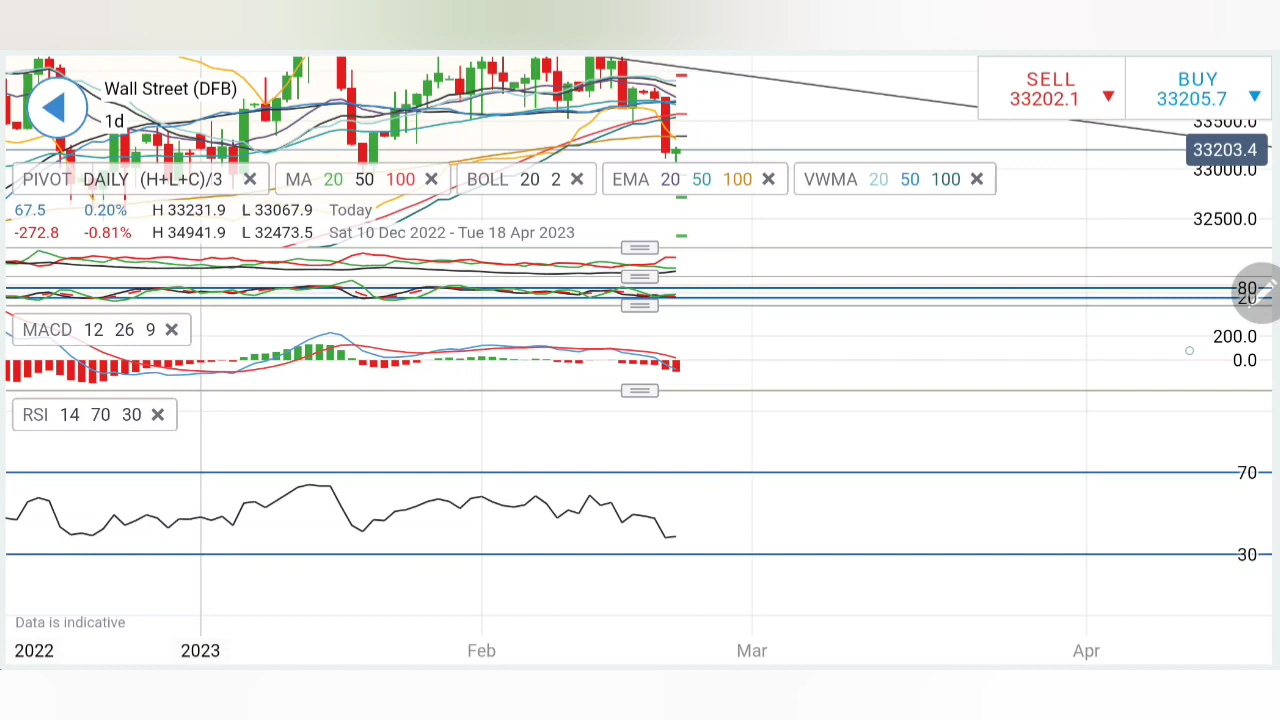 Wall Street (DFB)
SELL
33202.1
BUY
33205.7
1d
33500.0
33203.4
33000.0
PIVOT DAILY (H+L+C)/3
MA 20 50 100
BOLL 20 2
EMA 20 50 100
VWMA 20 50 100
67.5 0.20% H 33231.9 L 33067.9 Today
32500.0
-272.8 -0.81% H 34941.9 L 32473.5 Sat 10 Dec 2022 - Tue 18 Apr 2023
80
20
MACD 12 26 9
200.0
0.0
RSI 14 70 30
70
30
Data is indicative
2022 2023 Feb Mar Apr